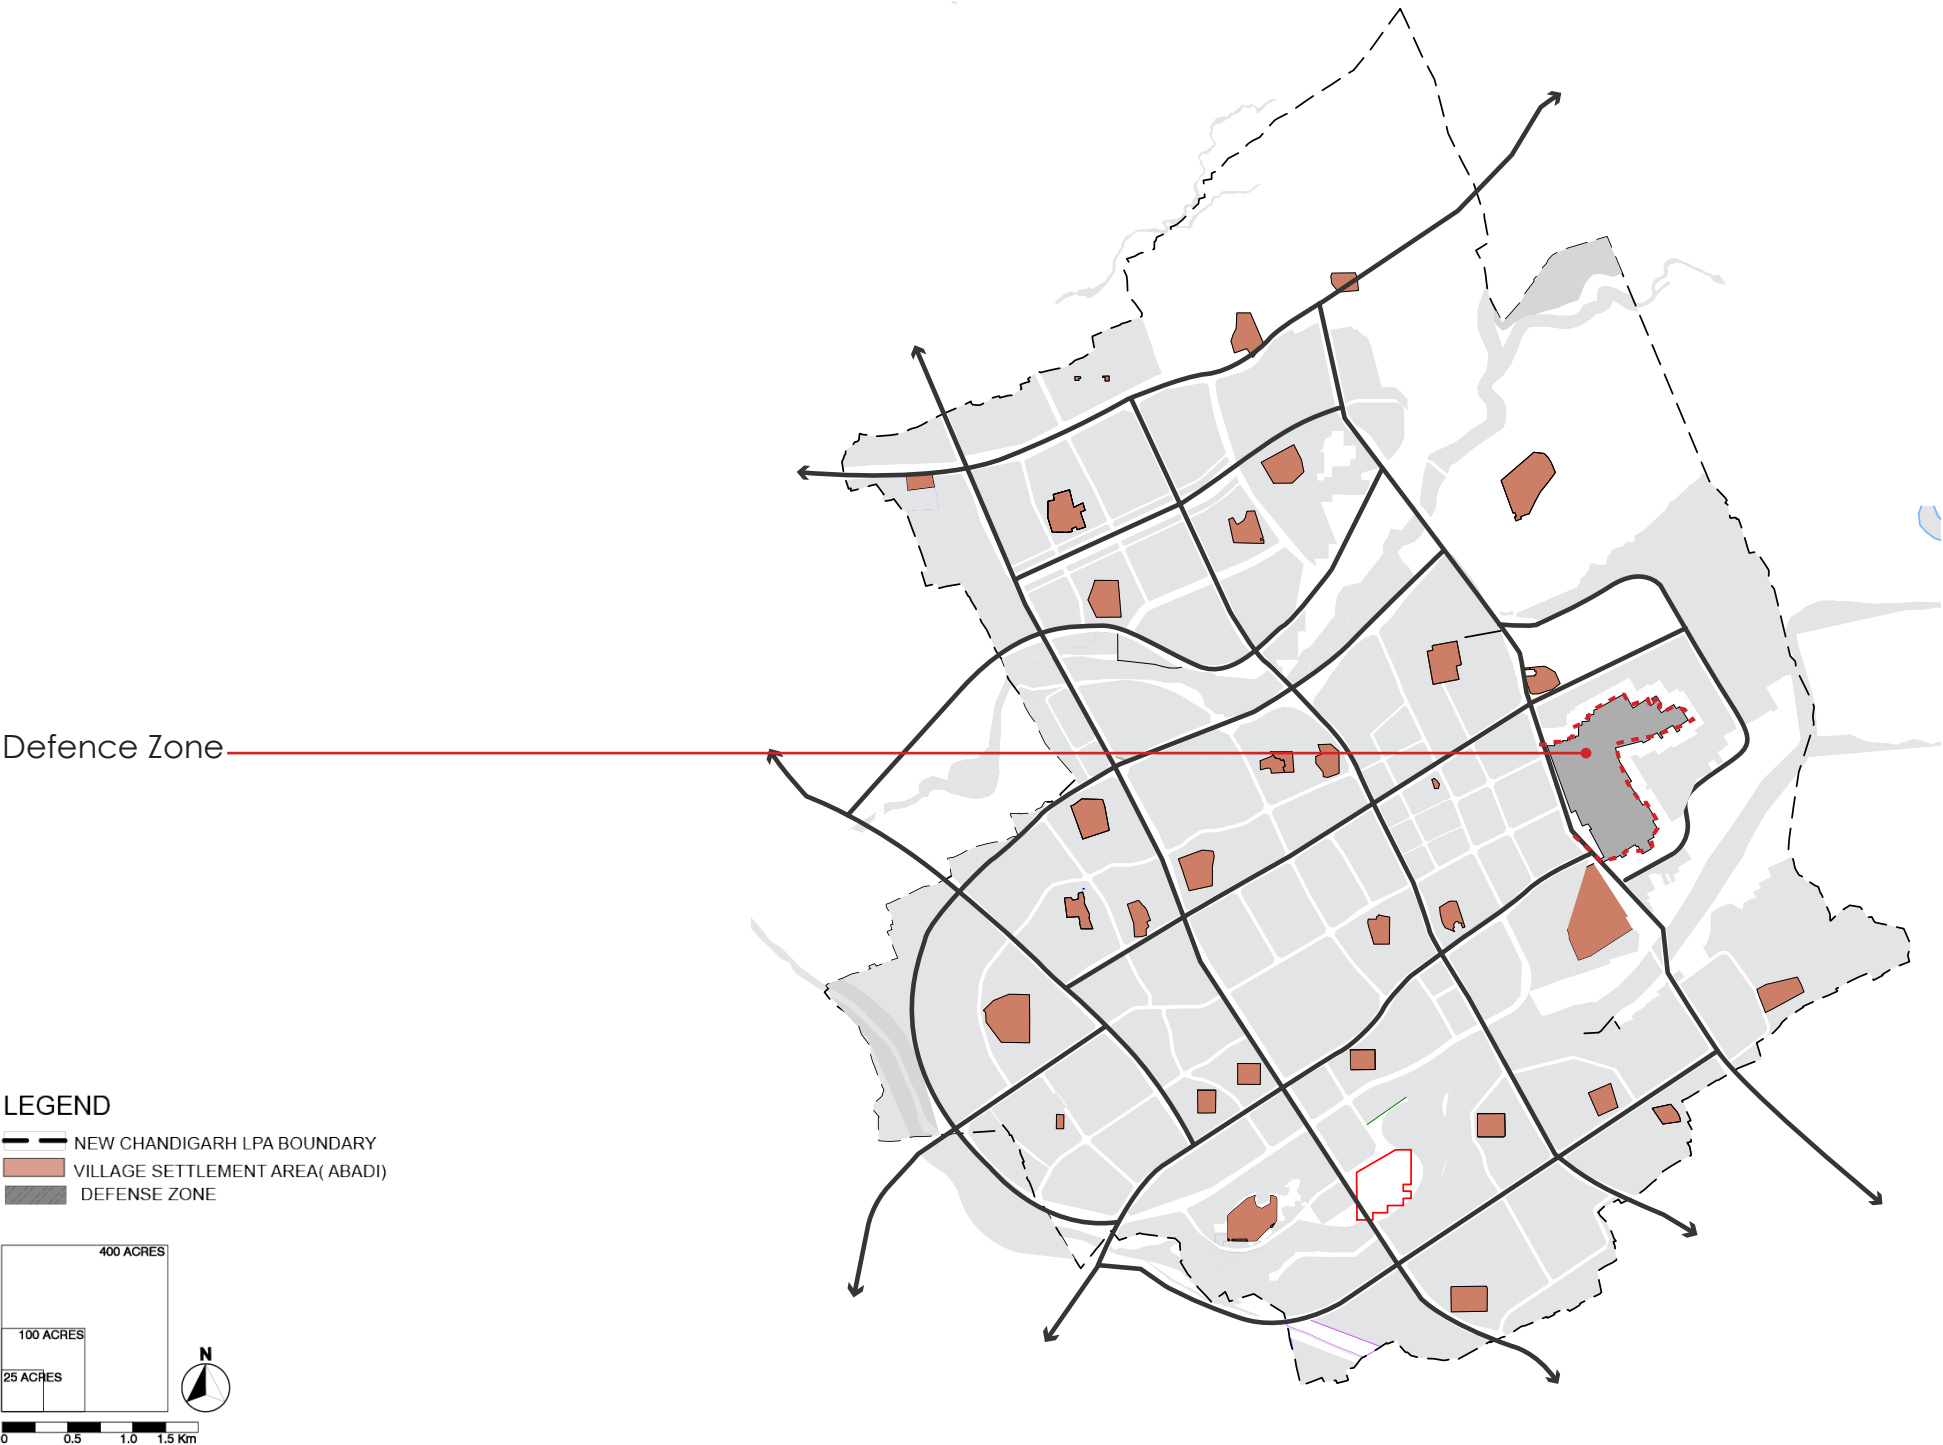 Defence Zone
LEGEND
NEW CHANDIGARH LPA BOUNDARY
VILLAGE SETTLEMENT AREA( ABADI)
DEFENSE ZONE
400 ACRES
100 ACRES
25 ACRES
N
0 0.5 1.0 1.5 Km